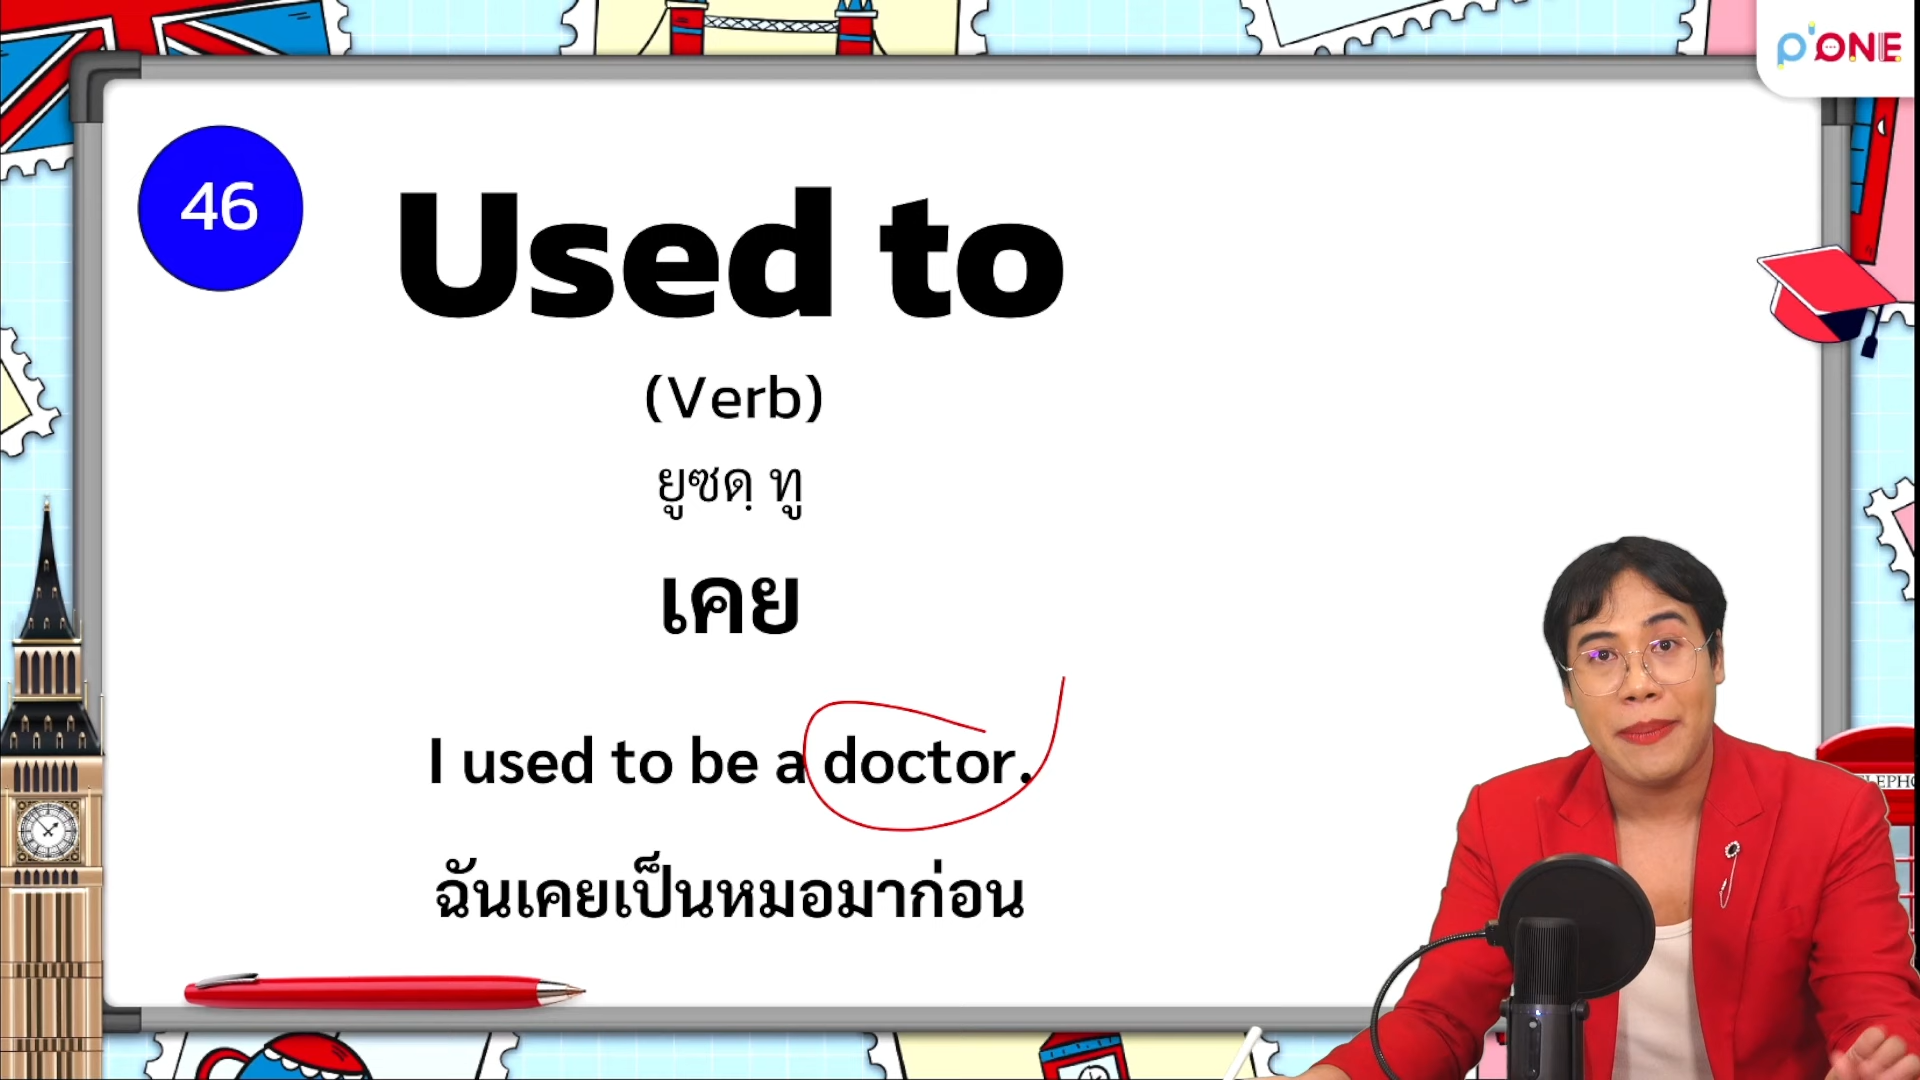 P'ONE
46
Used to
(Verb)
ยูซดฺ ทู
เคย
I used to be a doctor.
ฉันเคยเป็นหมอมาก่อน